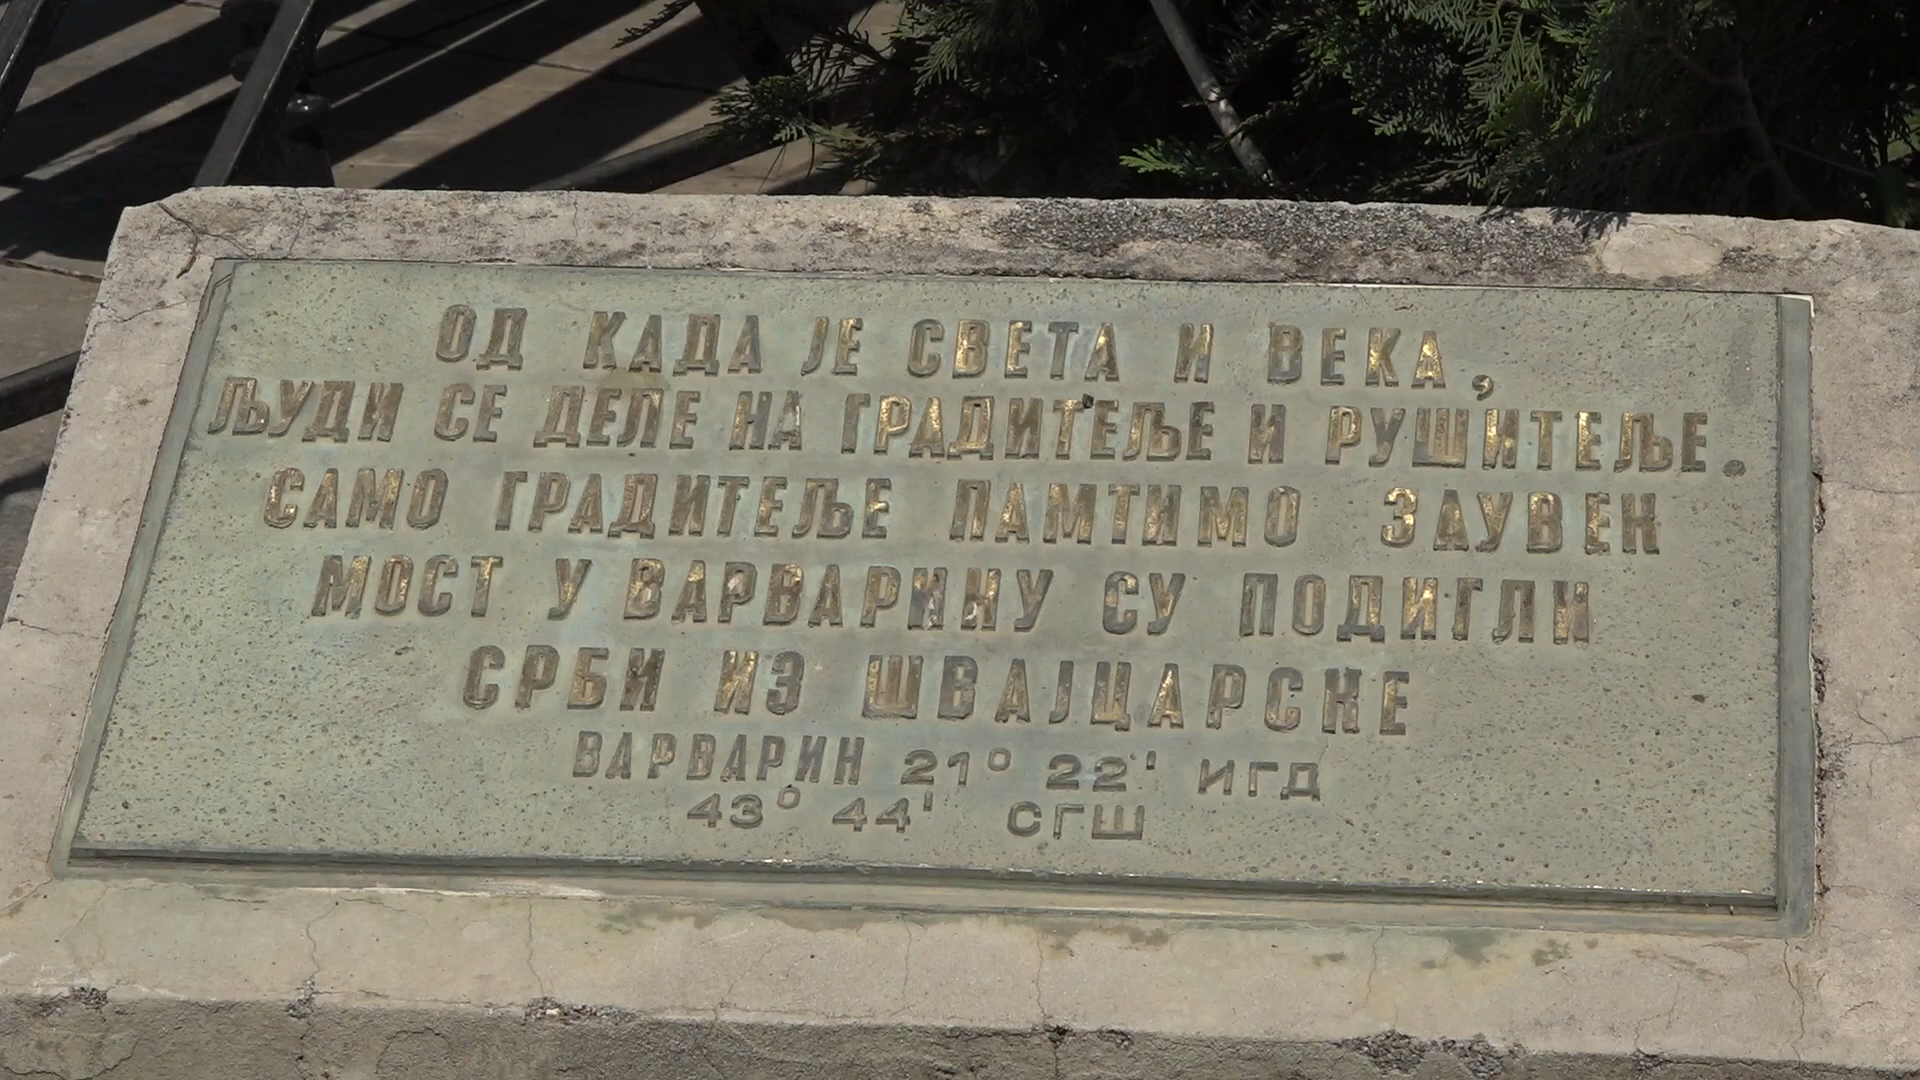 ОД КАДА ЈЕ СВЕТА И ВЕКА,
ЉУДИ СЕ ДЕЛЕ НА ГРАДИТЕЉЕ И РУШИТЕЉЕ.
САМО ГРАДИТЕЉЕ ПАМТИМО ЗАУВЕК
МОСТ У ВАРВАРИНУ СУ ПОДИГЛИ
СРБИ ИЗ ШВАЈЦАРСКЕ
ВАРВАРИН 21° 22' ИГД
43° 44' СГШ